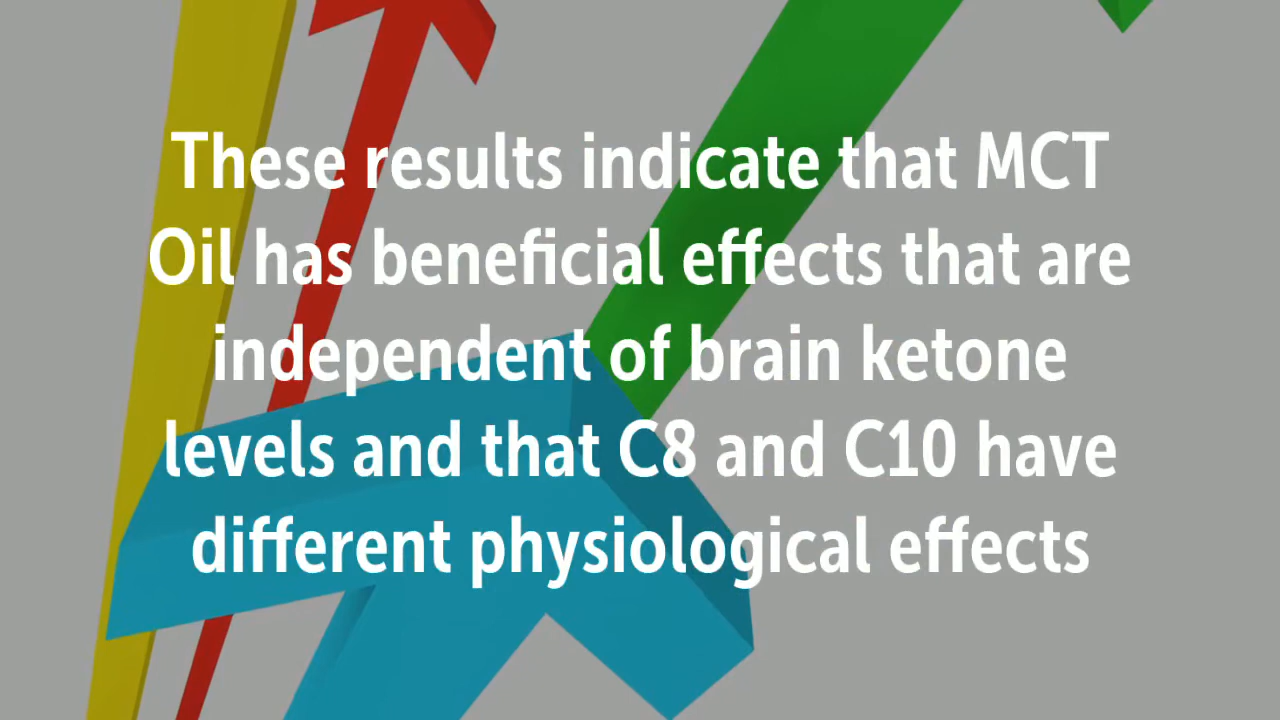 These results indicate that MCT
Oil has beneficial effects that are
independent of brain ketone
levels and that C8 and C10 have
different physiological effects